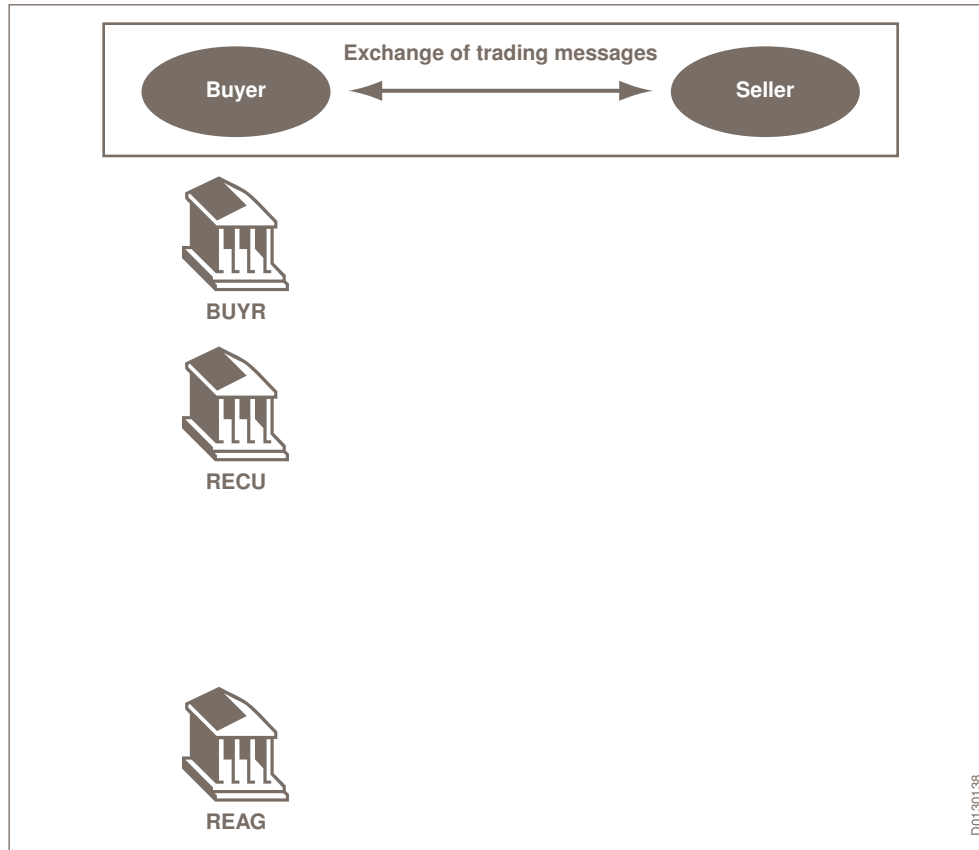 Exchange of trading messages
Buyer
Seller
BUYR
RECU
REAG
D0130138